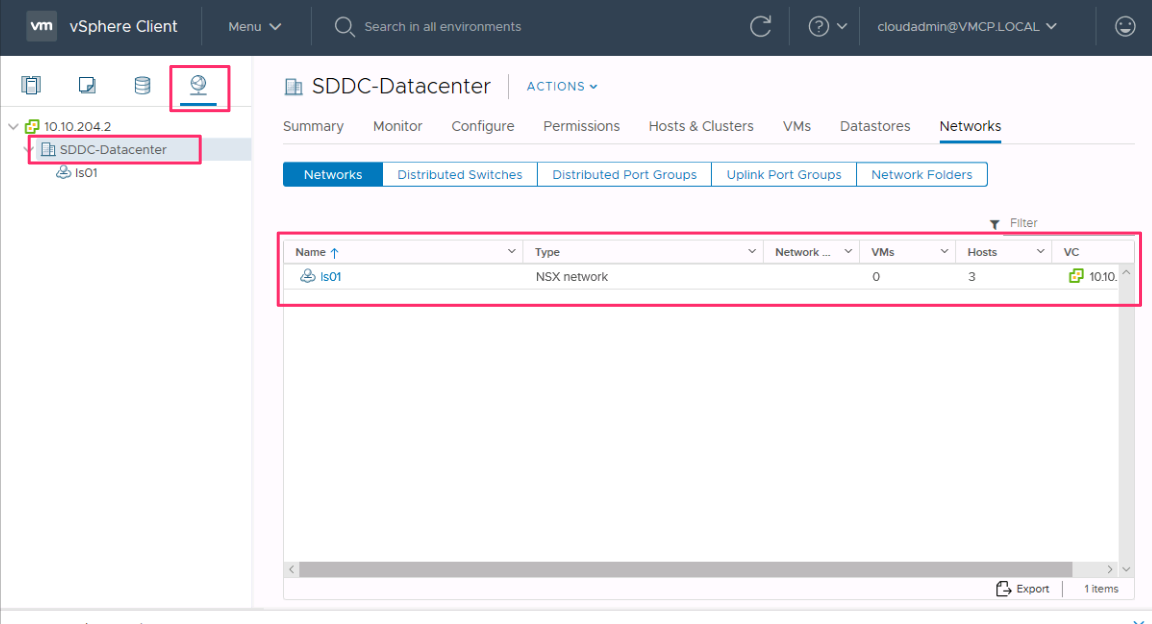 vm vSphere Client Menu Search in all environments cloudadmin@VMCP.LOCAL
10.10.204.2
SDDC-Datacenter
ls01
SDDC-Datacenter ACTIONS
Summary Monitor Configure Permissions Hosts & Clusters VMs Datastores Networks
Networks Distributed Switches Distributed Port Groups Uplink Port Groups Network Folders
Filter
Name Type Network ... VMs Hosts VC
ls01 NSX network 0 3 10.10.
Export 1 items